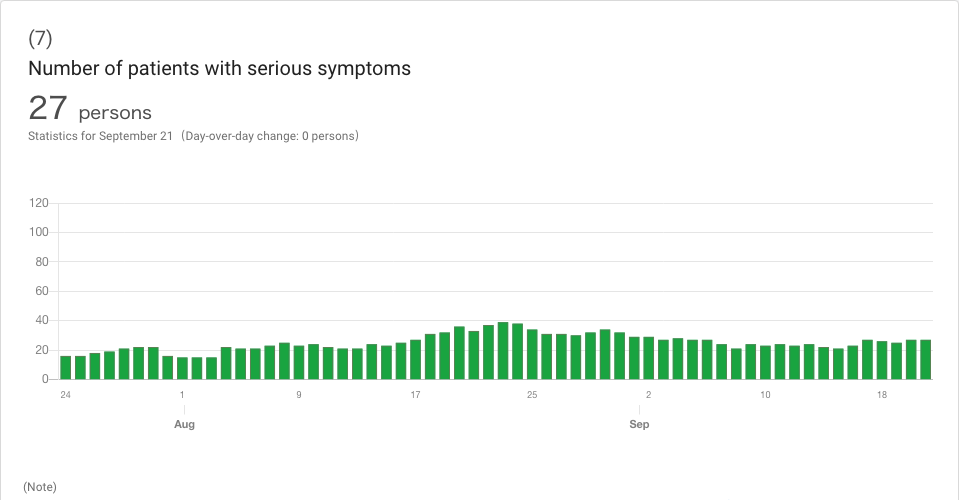 (7)
Number of patients with serious symptoms
27 persons
Statistics for September 21（Day-over-day change: 0 persons）
120
100
80
60
40
20
0
24 1 9 17 25 2 10 18
Aug Sep
(Note)